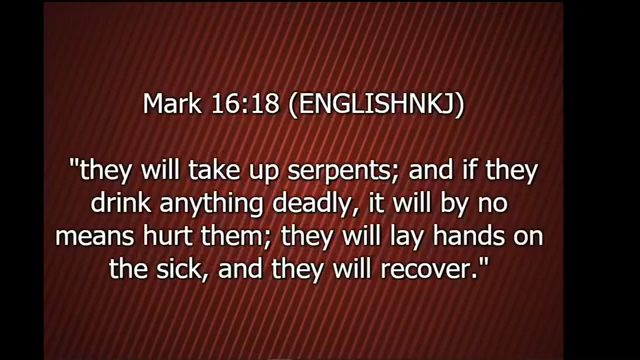 Mark 16:18 (ENGLISHNKJ)
"they will take up serpents; and if they
drink anything deadly, it will by no
means hurt them; they will lay hands on
the sick, and they will recover."